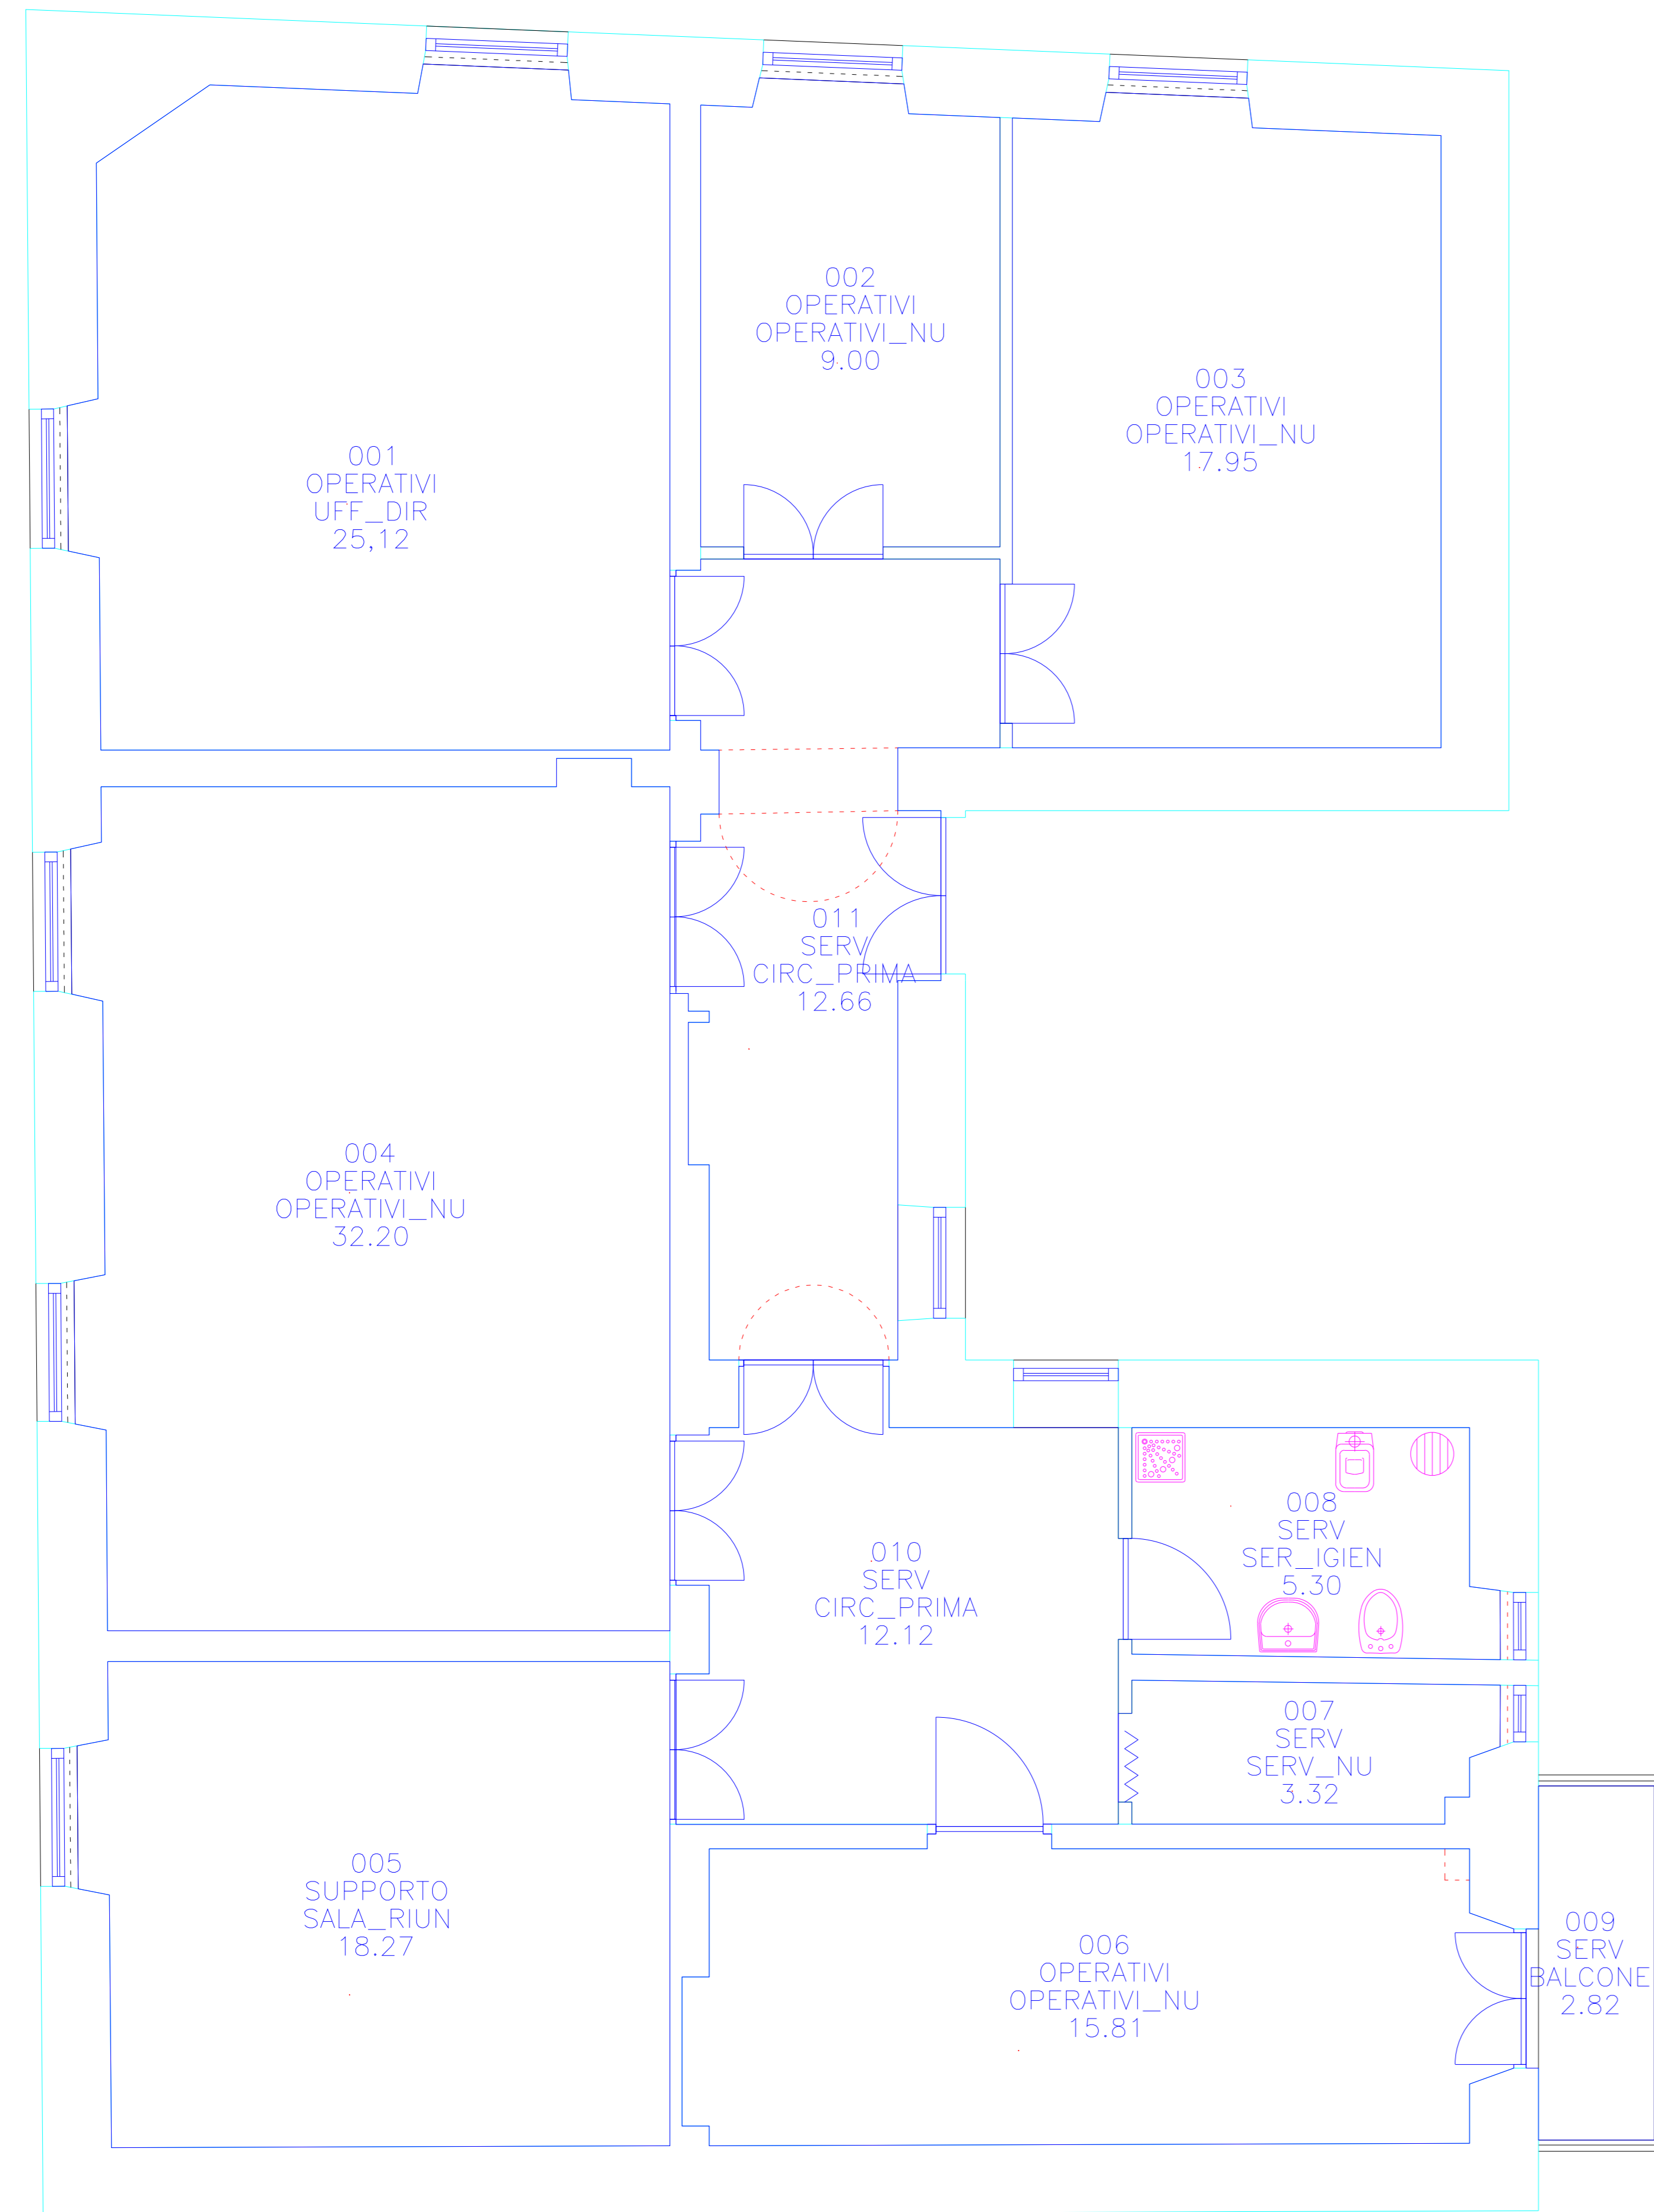 002
OPERATIVI
OPERATIVI_NU
9.00
003
OPERATIVI
OPERATIVI_NU
17.95
001
OPERATIVI
UFF_DIR
25,12
011
SERV
CIRC_PRIMA
12.66
004
OPERATIVI
OPERATIVI_NU
32.20
008
SERV
SER_IGIEN
5.30
010
SERV
CIRC_PRIMA
12.12
007
SERV
SERV_NU
3.32
005
SUPPORTO
SALA_RIUN
18.27
006
OPERATIVI
OPERATIVI_NU
15.81
009
SERV
BALCONE
2.82